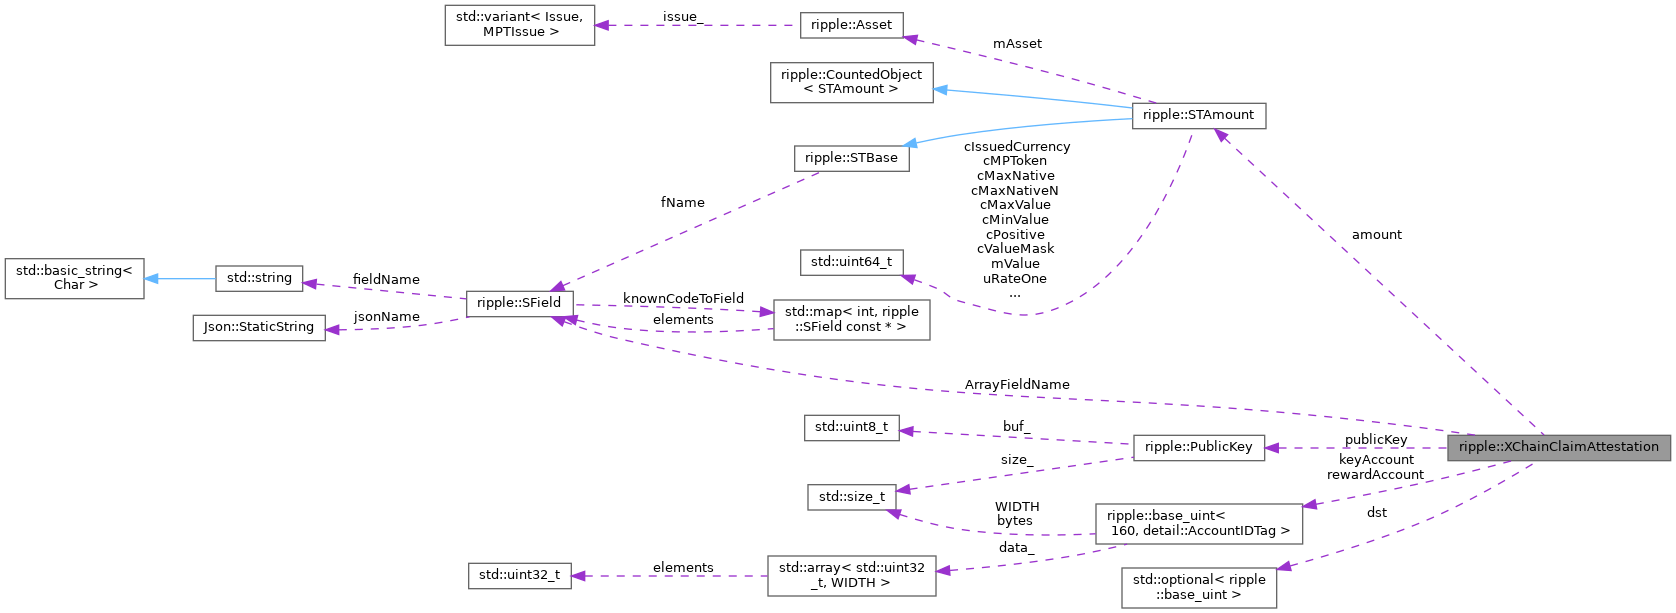 std::variant< Issue,
MPTIssue >
issue_
ripple::Asset
mAsset
ripple::CountedObject
< STAmount >
ripple::STAmount
ripple::STBase
cIssuedCurrency
cMPToken
cMaxNative
cMaxNativeN
cMaxValue
cMinValue
cPositive
cValueMask
mValue
uRateOne
...
fName
amount
std::uint64_t
std::basic_string<
Char >
std::string
fieldName
ripple::SField
knownCodeToField
elements
std::map< int, ripple
::SField const * >
Json::StaticString
jsonName
ArrayFieldName
std::uint8_t
buf_
ripple::PublicKey
publicKey
ripple::XChainClaimAttestation
size_
keyAccount
rewardAccount
std::size_t
WIDTH
bytes
ripple::base_uint<
160, detail::AccountIDTag >
dst
data_
std::uint32_t
elements
std::array< std::uint32
_t, WIDTH >
std::optional< ripple
::base_uint >